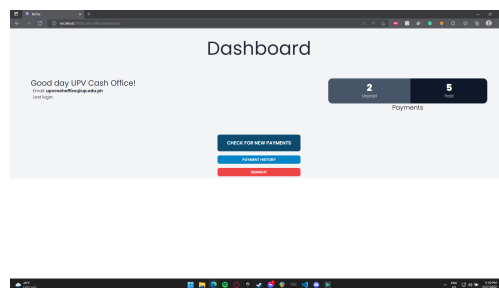 Dashboard
Good day UPV Cash Office!
Email: upvcashoffice@up.edu.ph
Last login:
2
Unpaid
5
Paid
Payments
CHECK FOR NEW PAYMENTS
PAYMENT HISTORY
SIGNOUT